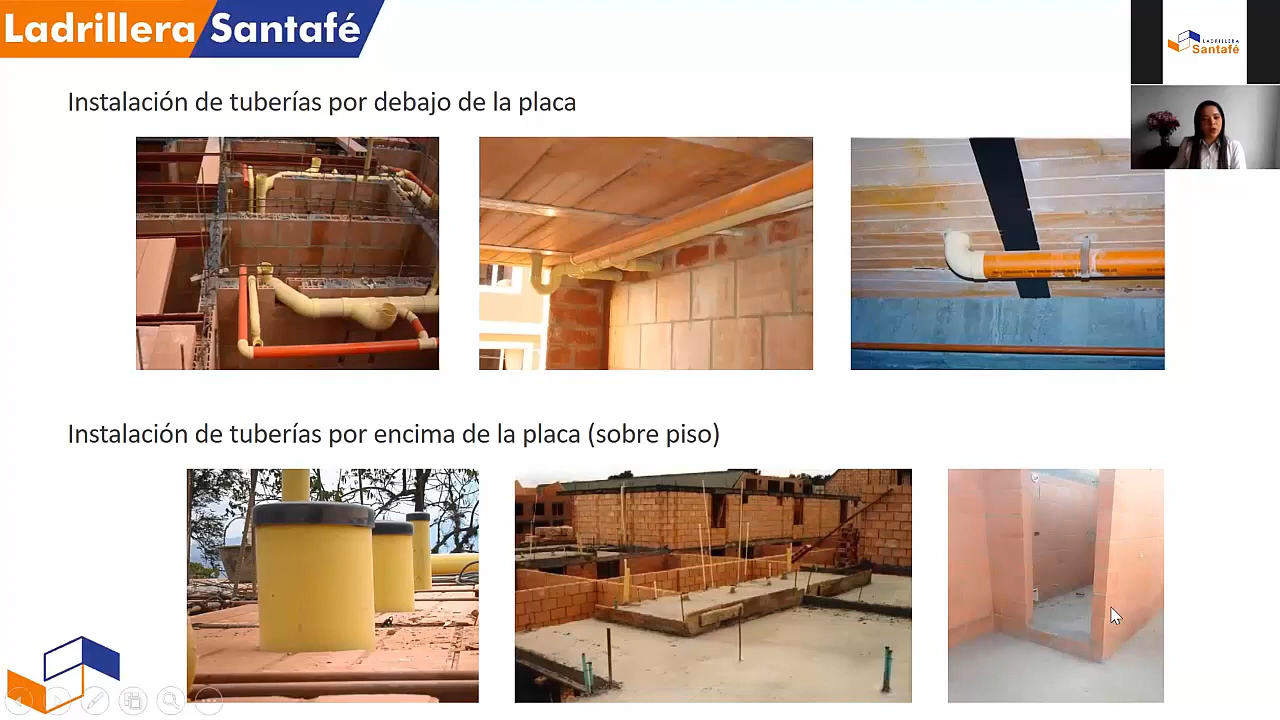 Ladrillera Santafé
LADRILLERA
Santafé
Instalación de tuberías por debajo de la placa
Instalación de tuberías por encima de la placa (sobre piso)